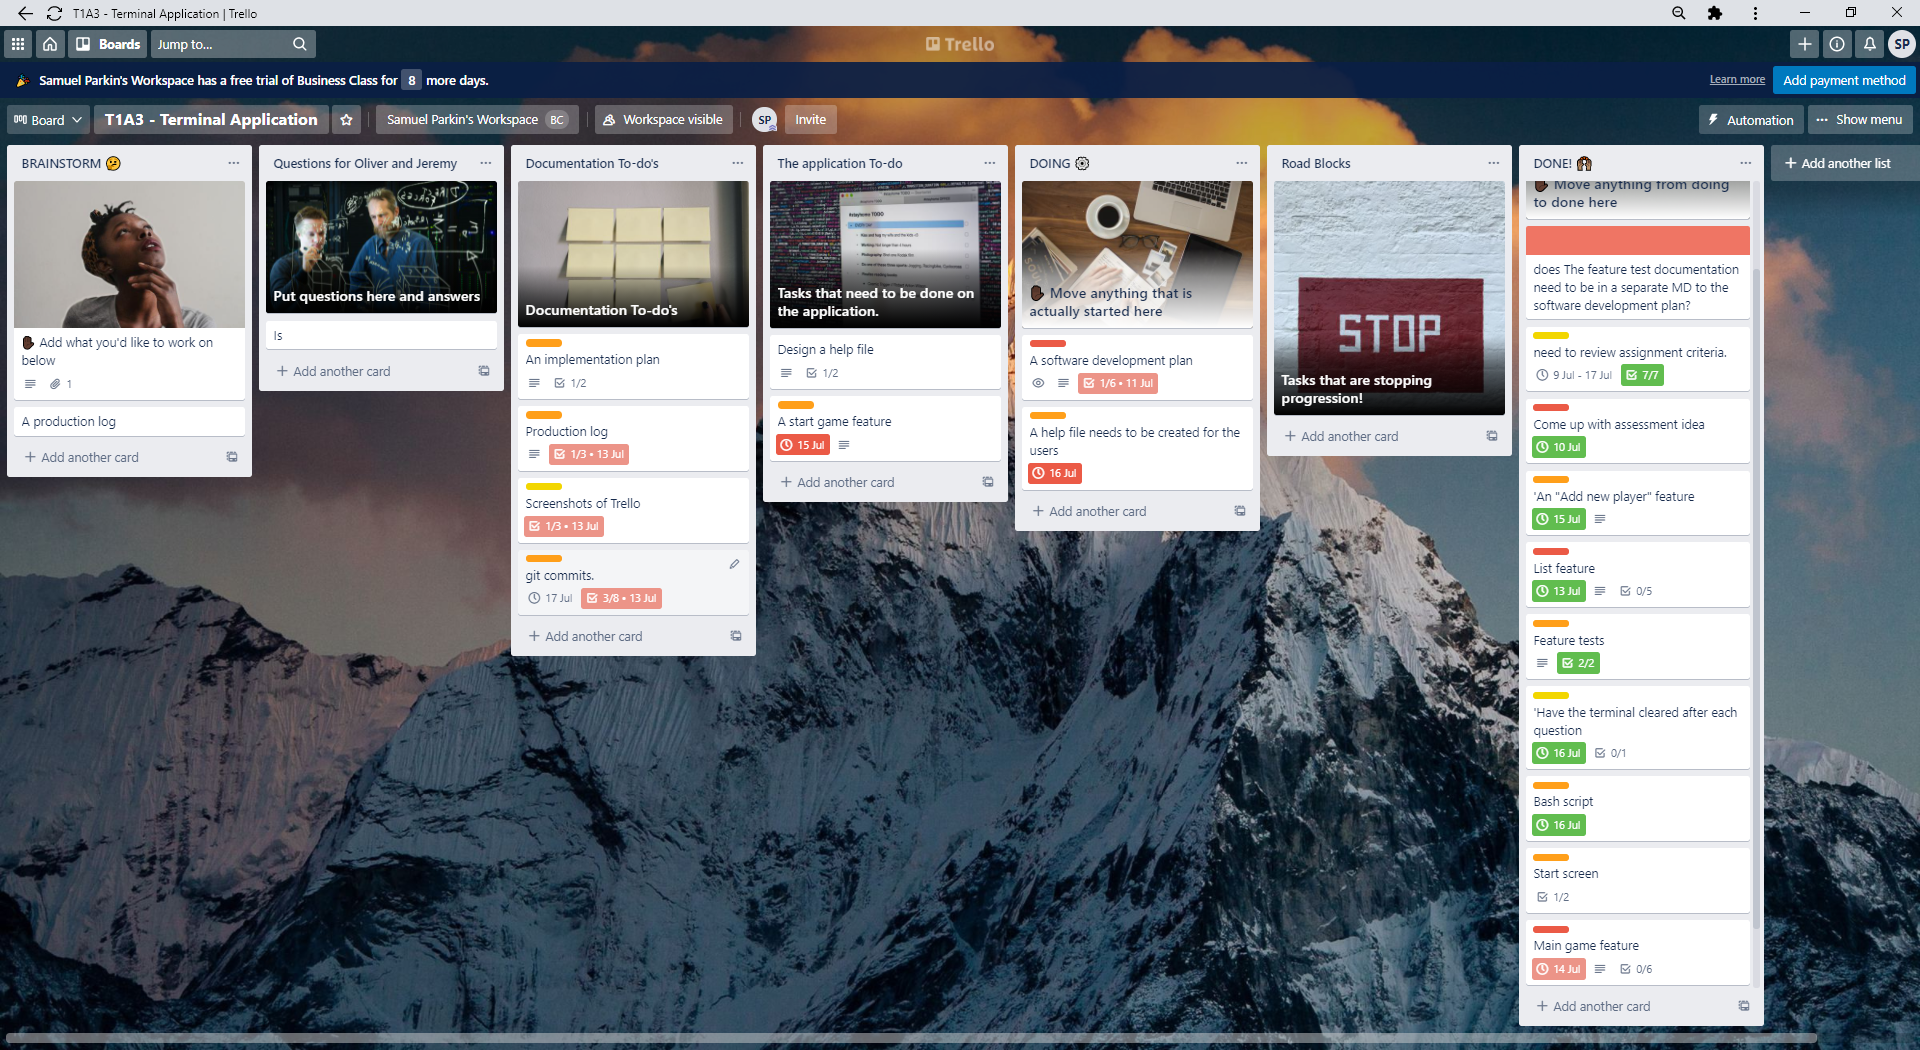 T1A3 - Terminal Application | Trello
Boards
Jump to...
Trello
SP
Samuel Parkin's Workspace has a free trial of Business Class for 8 more days.
Learn more
Add payment method
Board
T1A3 - Terminal Application
Samuel Parkin's Workspace BC
Workspace visible
SP
Invite
Automation
Show menu
BRAINSTORM
Add what you'd like to work on
below
1
A production log
Add another card
Questions for Oliver and Jeremy
Put questions here and answers
Is
Add another card
Documentation To-do's
Documentation To-do's
An implementation plan
1/2
Production log
1/3 • 13 Jul
Screenshots of Trello
1/3 • 13 Jul
git commits.
17 Jul
3/8 • 13 Jul
Add another card
The application To-do
Tasks that need to be done on
the application.
Design a help file
1/2
A start game feature
15 Jul
Add another card
DOING
Move anything that is
actually started here
A software development plan
1/6 • 11 Jul
A help file needs to be created for the
users
16 Jul
Add another card
Road Blocks
STOP
Tasks that are stopping
progression!
Add another card
DONE!
Move anything from doing
to done here
does The feature test documentation
need to be in a separate MD to the
software development plan?
need to review assignment criteria.
9 Jul - 17 Jul
7/7
Come up with assessment idea
10 Jul
'An "Add new player" feature
15 Jul
List feature
13 Jul
0/5
Feature tests
2/2
'Have the terminal cleared after each
question
16 Jul
0/1
Bash script
16 Jul
Start screen
1/2
Main game feature
14 Jul
0/6
Add another card
Add another list